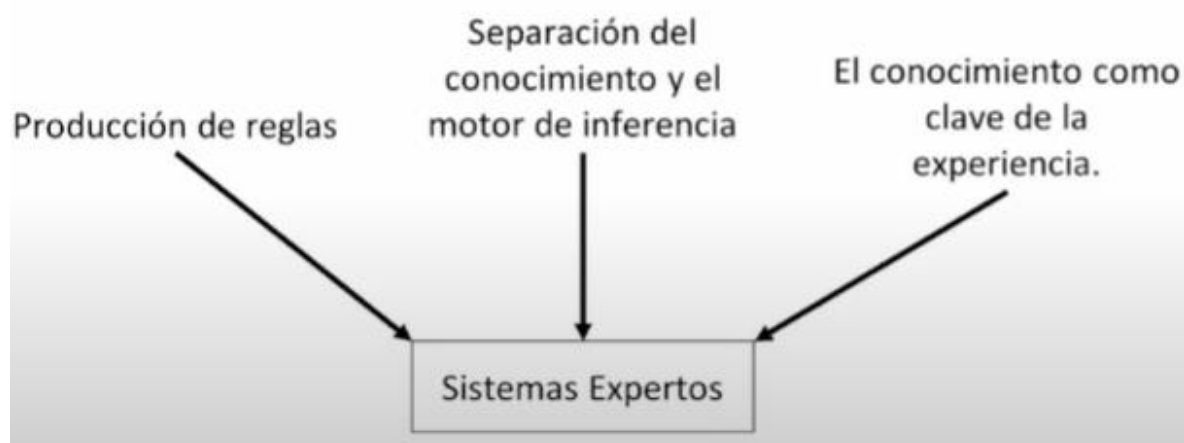 Producción de reglas
Separación del
conocimiento y el
motor de inferencia
El conocimiento como
clave de la
experiencia.
Sistemas Expertos